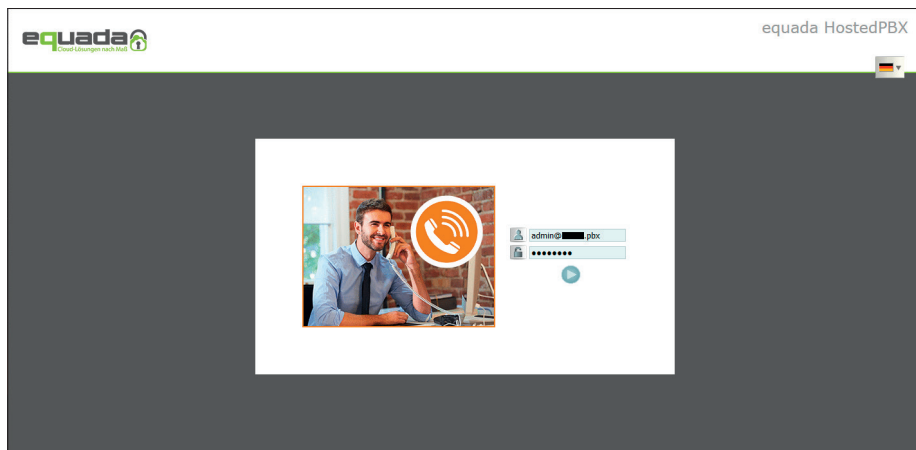 equada
Cloud-Lösungen nach Maß
equada HostedPBX
admin@ .pbx